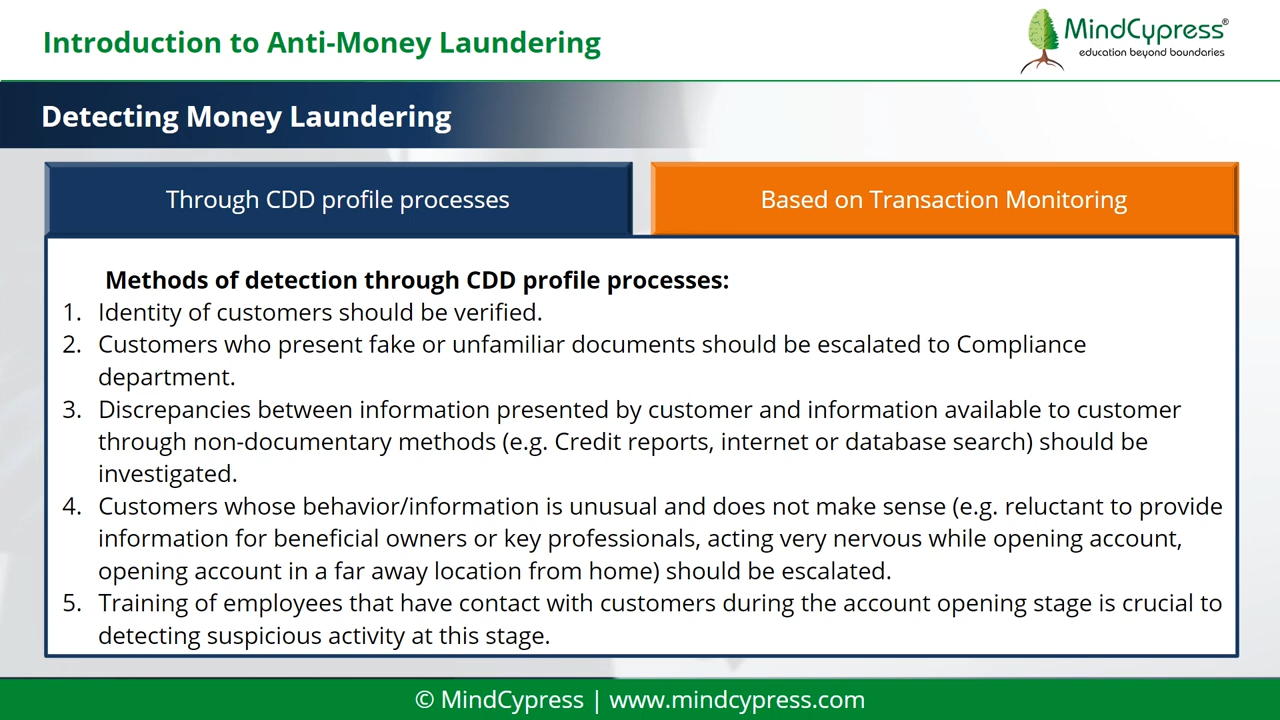 Introduction to Anti-Money Laundering
MindCypress®
education beyond boundaries
Detecting Money Laundering
Through CDD profile processes
Based on Transaction Monitoring
Methods of detection through CDD profile processes:
1. Identity of customers should be verified.
2. Customers who present fake or unfamiliar documents should be escalated to Compliance
department.
3. Discrepancies between information presented by customer and information available to customer
through non-documentary methods (e.g. Credit reports, internet or database search) should be
investigated.
4. Customers whose behavior/information is unusual and does not make sense (e.g. reluctant to provide
information for beneficial owners or key professionals, acting very nervous while opening account,
opening account in a far away location from home) should be escalated.
5. Training of employees that have contact with customers during the account opening stage is crucial to
detecting suspicious activity at this stage.
© MindCypress | www.mindcypress.com